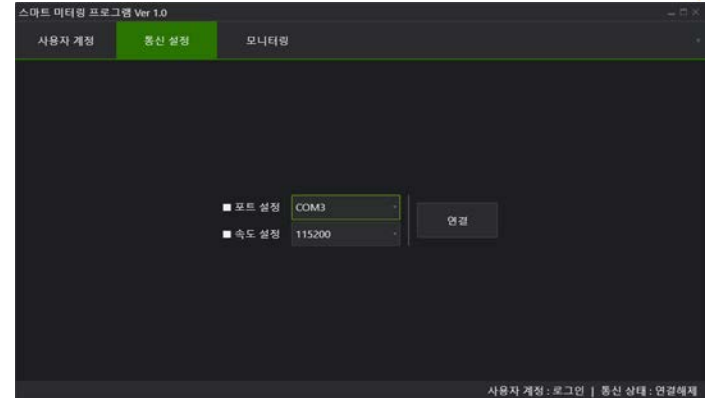 스마트 미터링 프로그램 Ver 1.0
사용자 계정 통신 설정 모니터링
■ 포트 설정 COM3
연결
■ 속도 설정 115200
사용자 계정 : 로그인 | 통신 상태 : 연결해제